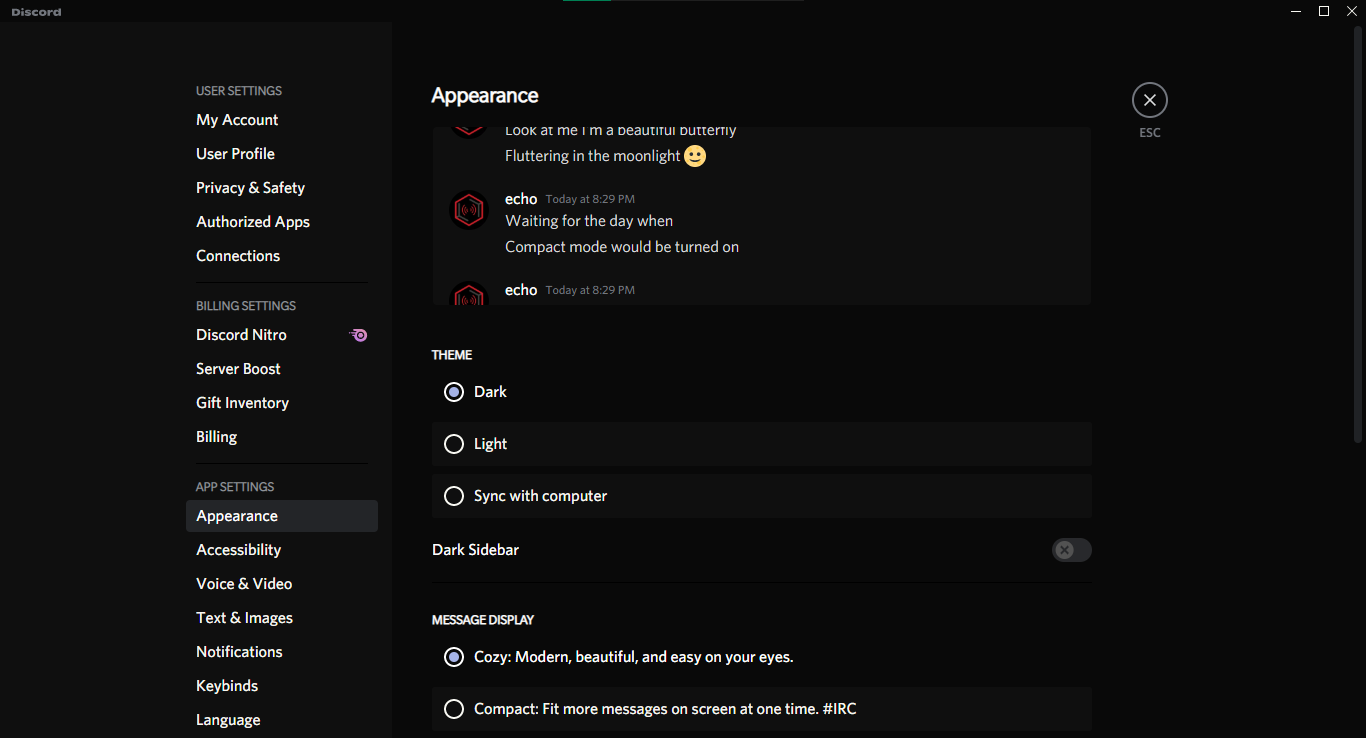 Discord
USER SETTINGS
My Account
User Profile
Privacy & Safety
Authorized Apps
Connections
BILLING SETTINGS
Discord Nitro
Server Boost
Gift Inventory
Billing
APP SETTINGS
Appearance
Accessibility
Voice & Video
Text & Images
Notifications
Keybinds
Language
Appearance
Look at me I'm a beautiful butterfly
Fluttering in the moonlight
echo Today at 8:29 PM
Waiting for the day when
Compact mode would be turned on
echo Today at 8:29 PM
ESC
THEME
Dark
Light
Sync with computer
Dark Sidebar
MESSAGE DISPLAY
Cozy: Modern, beautiful, and easy on your eyes.
Compact: Fit more messages on screen at one time. #IRC